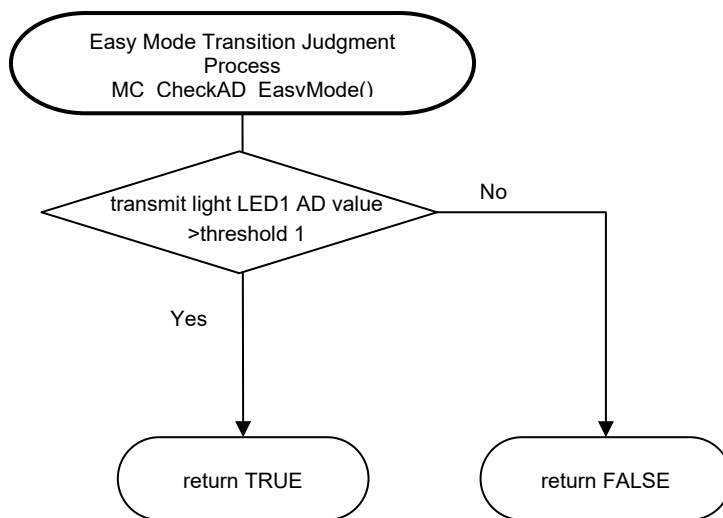 Easy Mode Transition Judgment
Process
MC_CheckAD_EasyMode()
transmit light LED1 AD value
>threshold 1
No
Yes
return TRUE
return FALSE